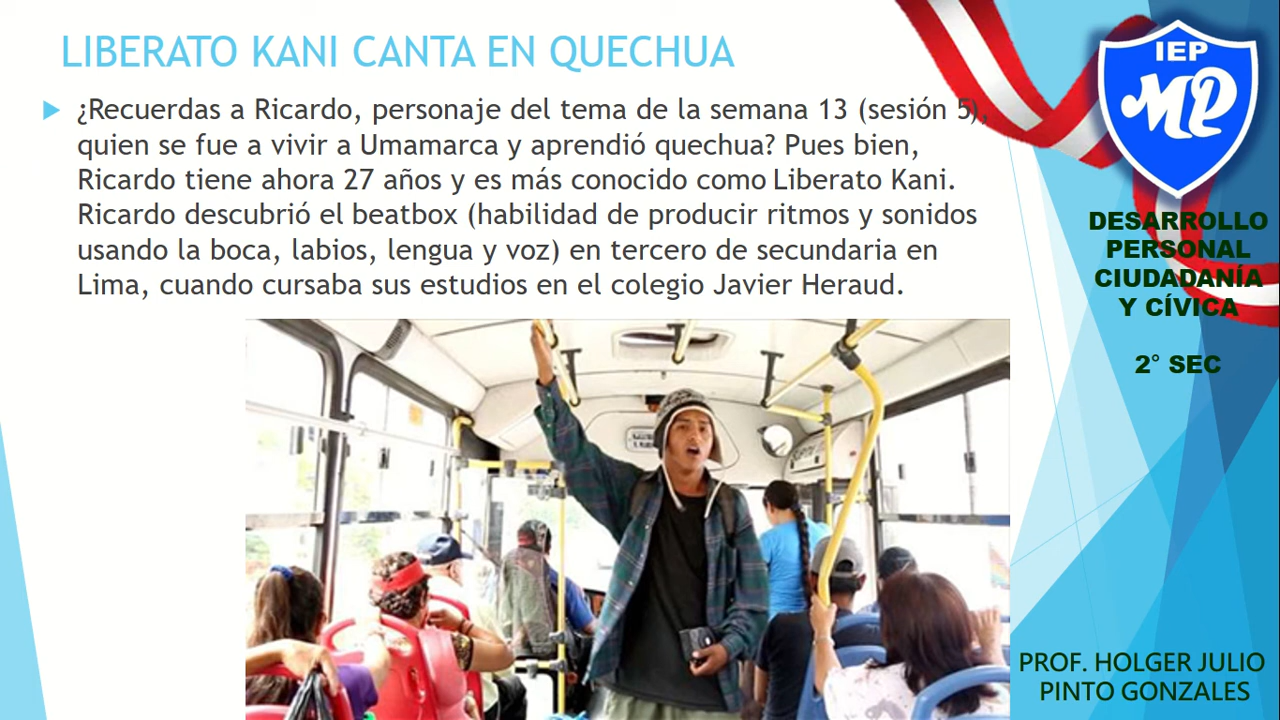 LIBERATO KANI CANTA EN QUECHUA
¿Recuerdas a Ricardo, personaje del tema de la semana 13 (sesión 5),
quien se fue a vivir a Umamarca y aprendió quechua? Pues bien,
Ricardo tiene ahora 27 años y es más conocido como Liberato Kani.
Ricardo descubrió el beatbox (habilidad de producir ritmos y sonidos
usando la boca, labios, lengua y voz) en tercero de secundaria en
Lima, cuando cursaba sus estudios en el colegio Javier Heraud.
IEP
MP
DESARROLLO
PERSONAL
CIUDADANÍA
Y CÍVICA
2° SEC
PROF. HOLGER JULIO
PINTO GONZALES